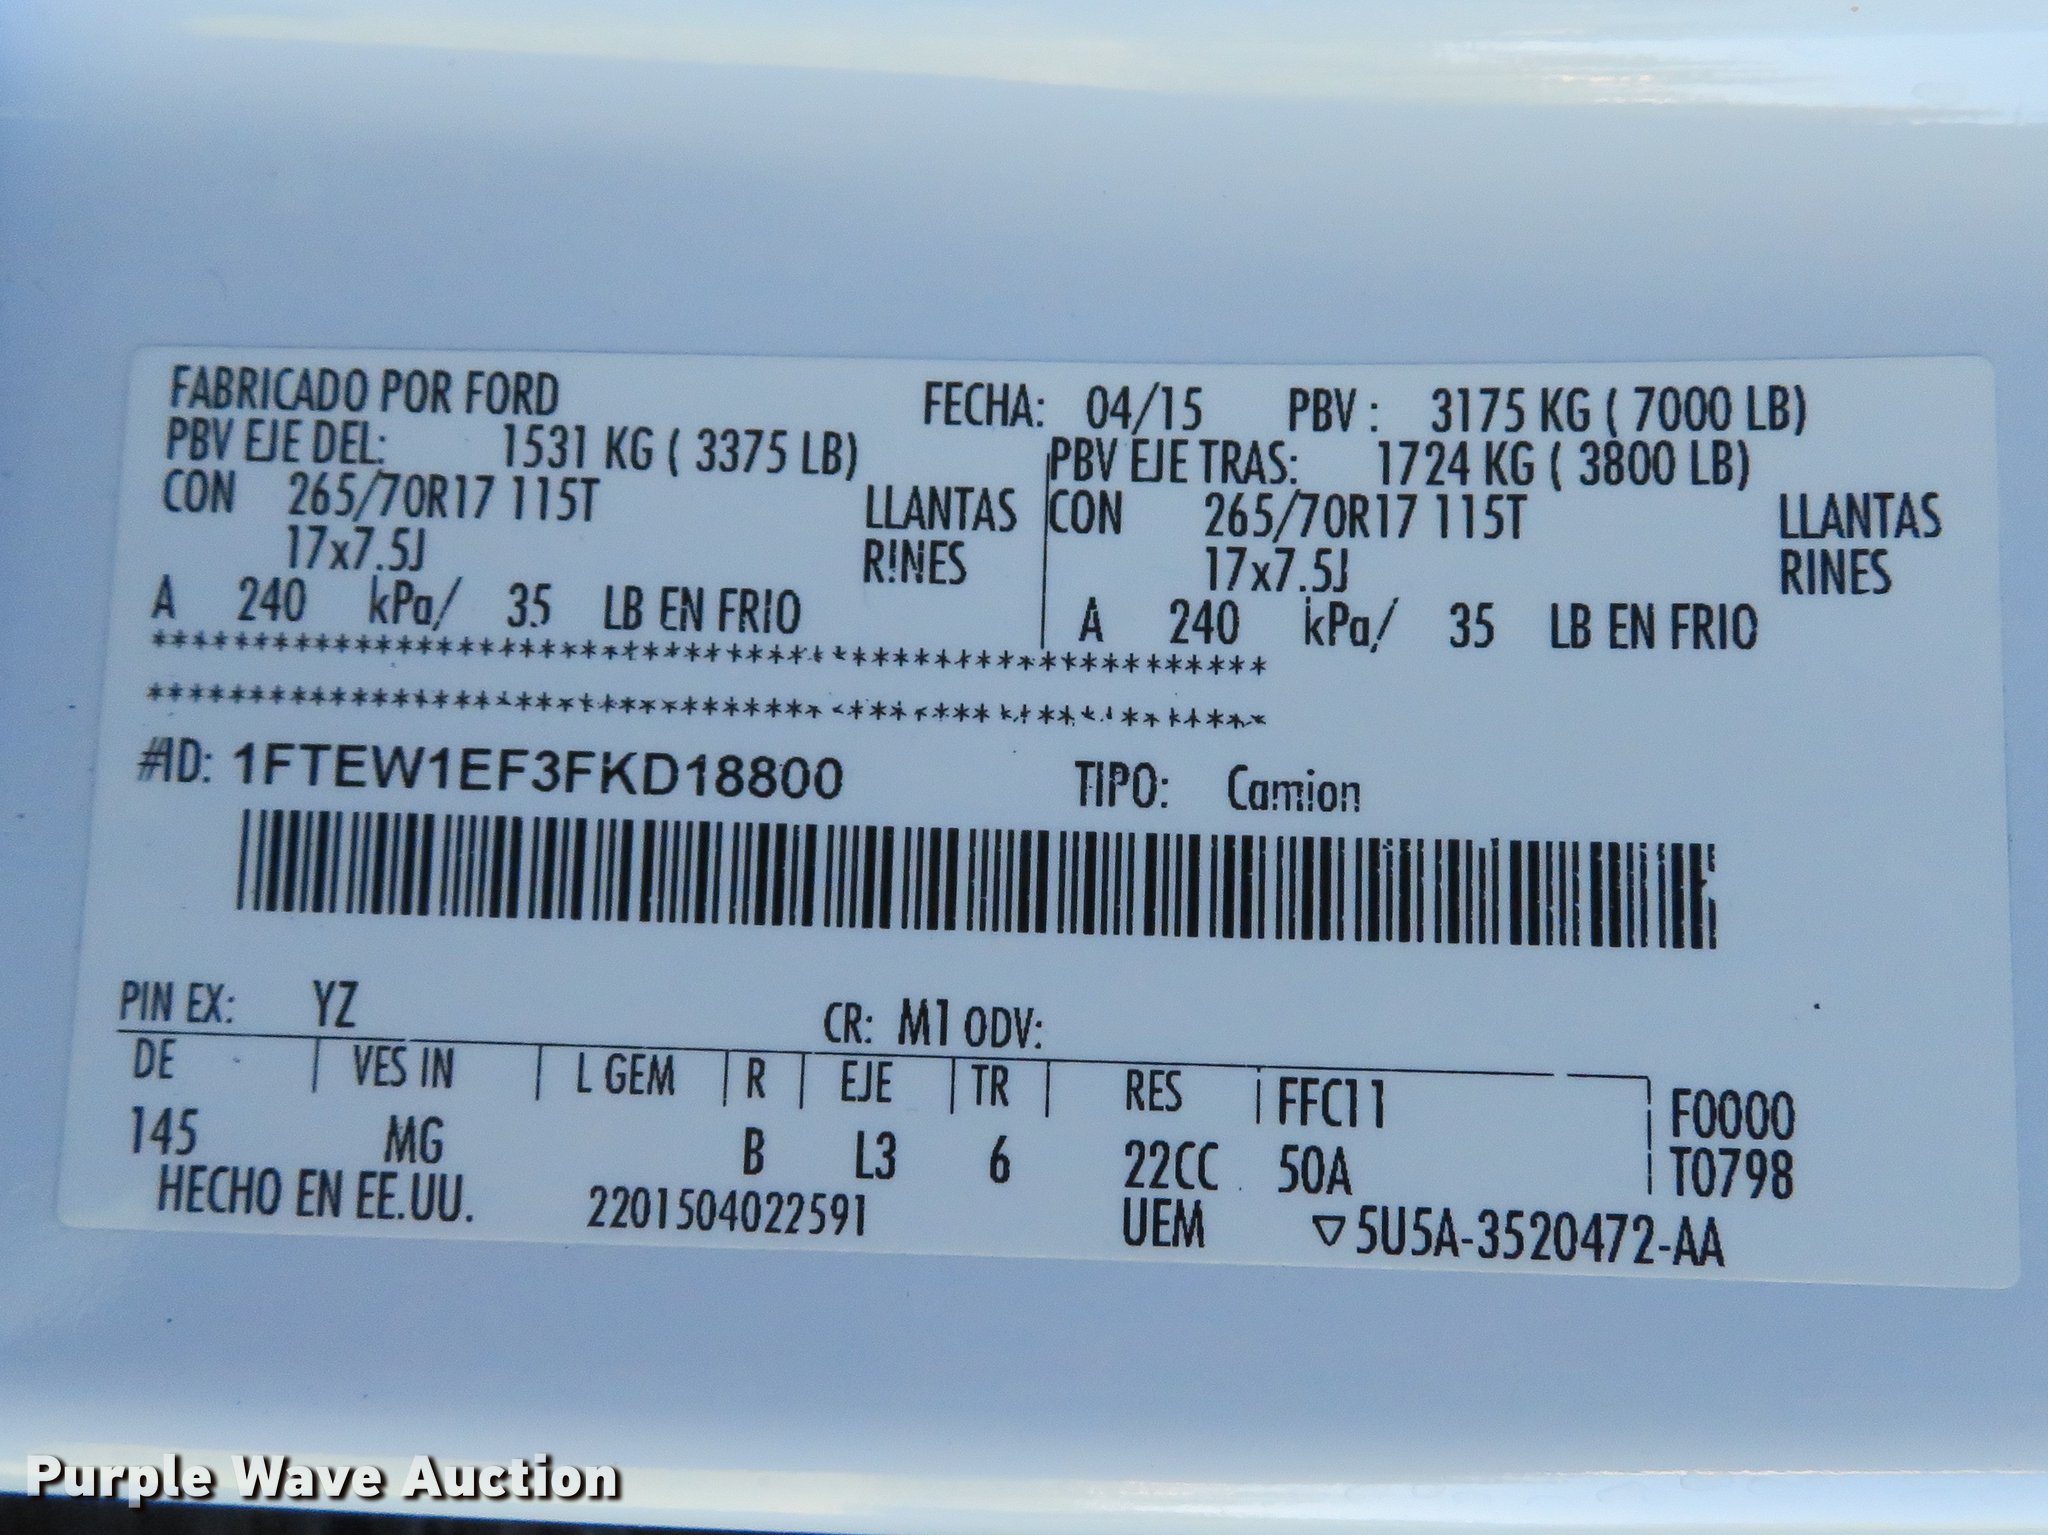 FABRICADO POR FORD
FECHA: 04/15 PBV : 3175 KG ( 7000 LB)
PBV EJE DEL: 1531 KG ( 3375 LB)
PBV EJE TRAS: 1724 KG ( 3800 LB)
CON 265/70R17 115T LLANTAS
CON 265/70R17 115T LLANTAS
17x7.5J RINES
17x7.5J RINES
A 240 kPa/ 35 LB EN FRIO
A 240 kPa/ 35 LB EN FRIO
******************************************************
******************************************************
#ID: 1FTEW1EF3FKD18800 TIPO: Camion
PIN EX: YZ CR: M1 ODV:
DE | VES IN | L GEM | R | EJE | TR | RES | FFC11 | F0000
145 MG B L3 6 22CC 50A | T0798
HECHO EN EE.UU. 2201504022591 UEM ▽5U5A-3520472-AA
Purple Wave Auction